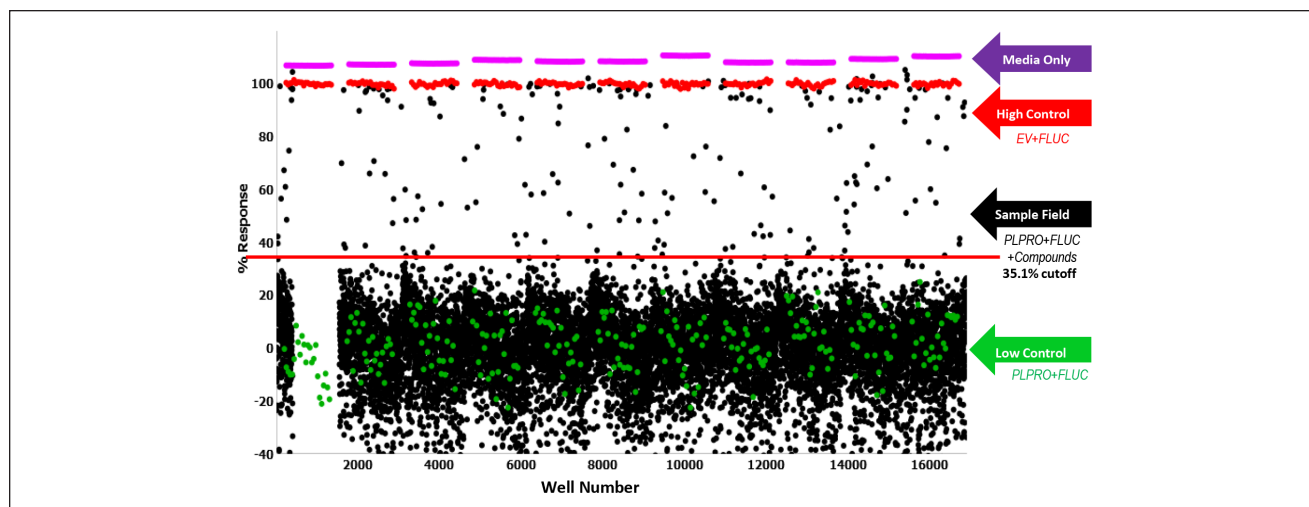 Media Only
High Control
EV+FLUC
Sample Field
PLPRO+FLUC
+Compounds
35.1% cutoff
Low Control
PLPRO+FLUC
% Response
100
80
60
40
20
0
-20
-40
2000
4000
6000
8000
10000
12000
14000
16000
Well Number